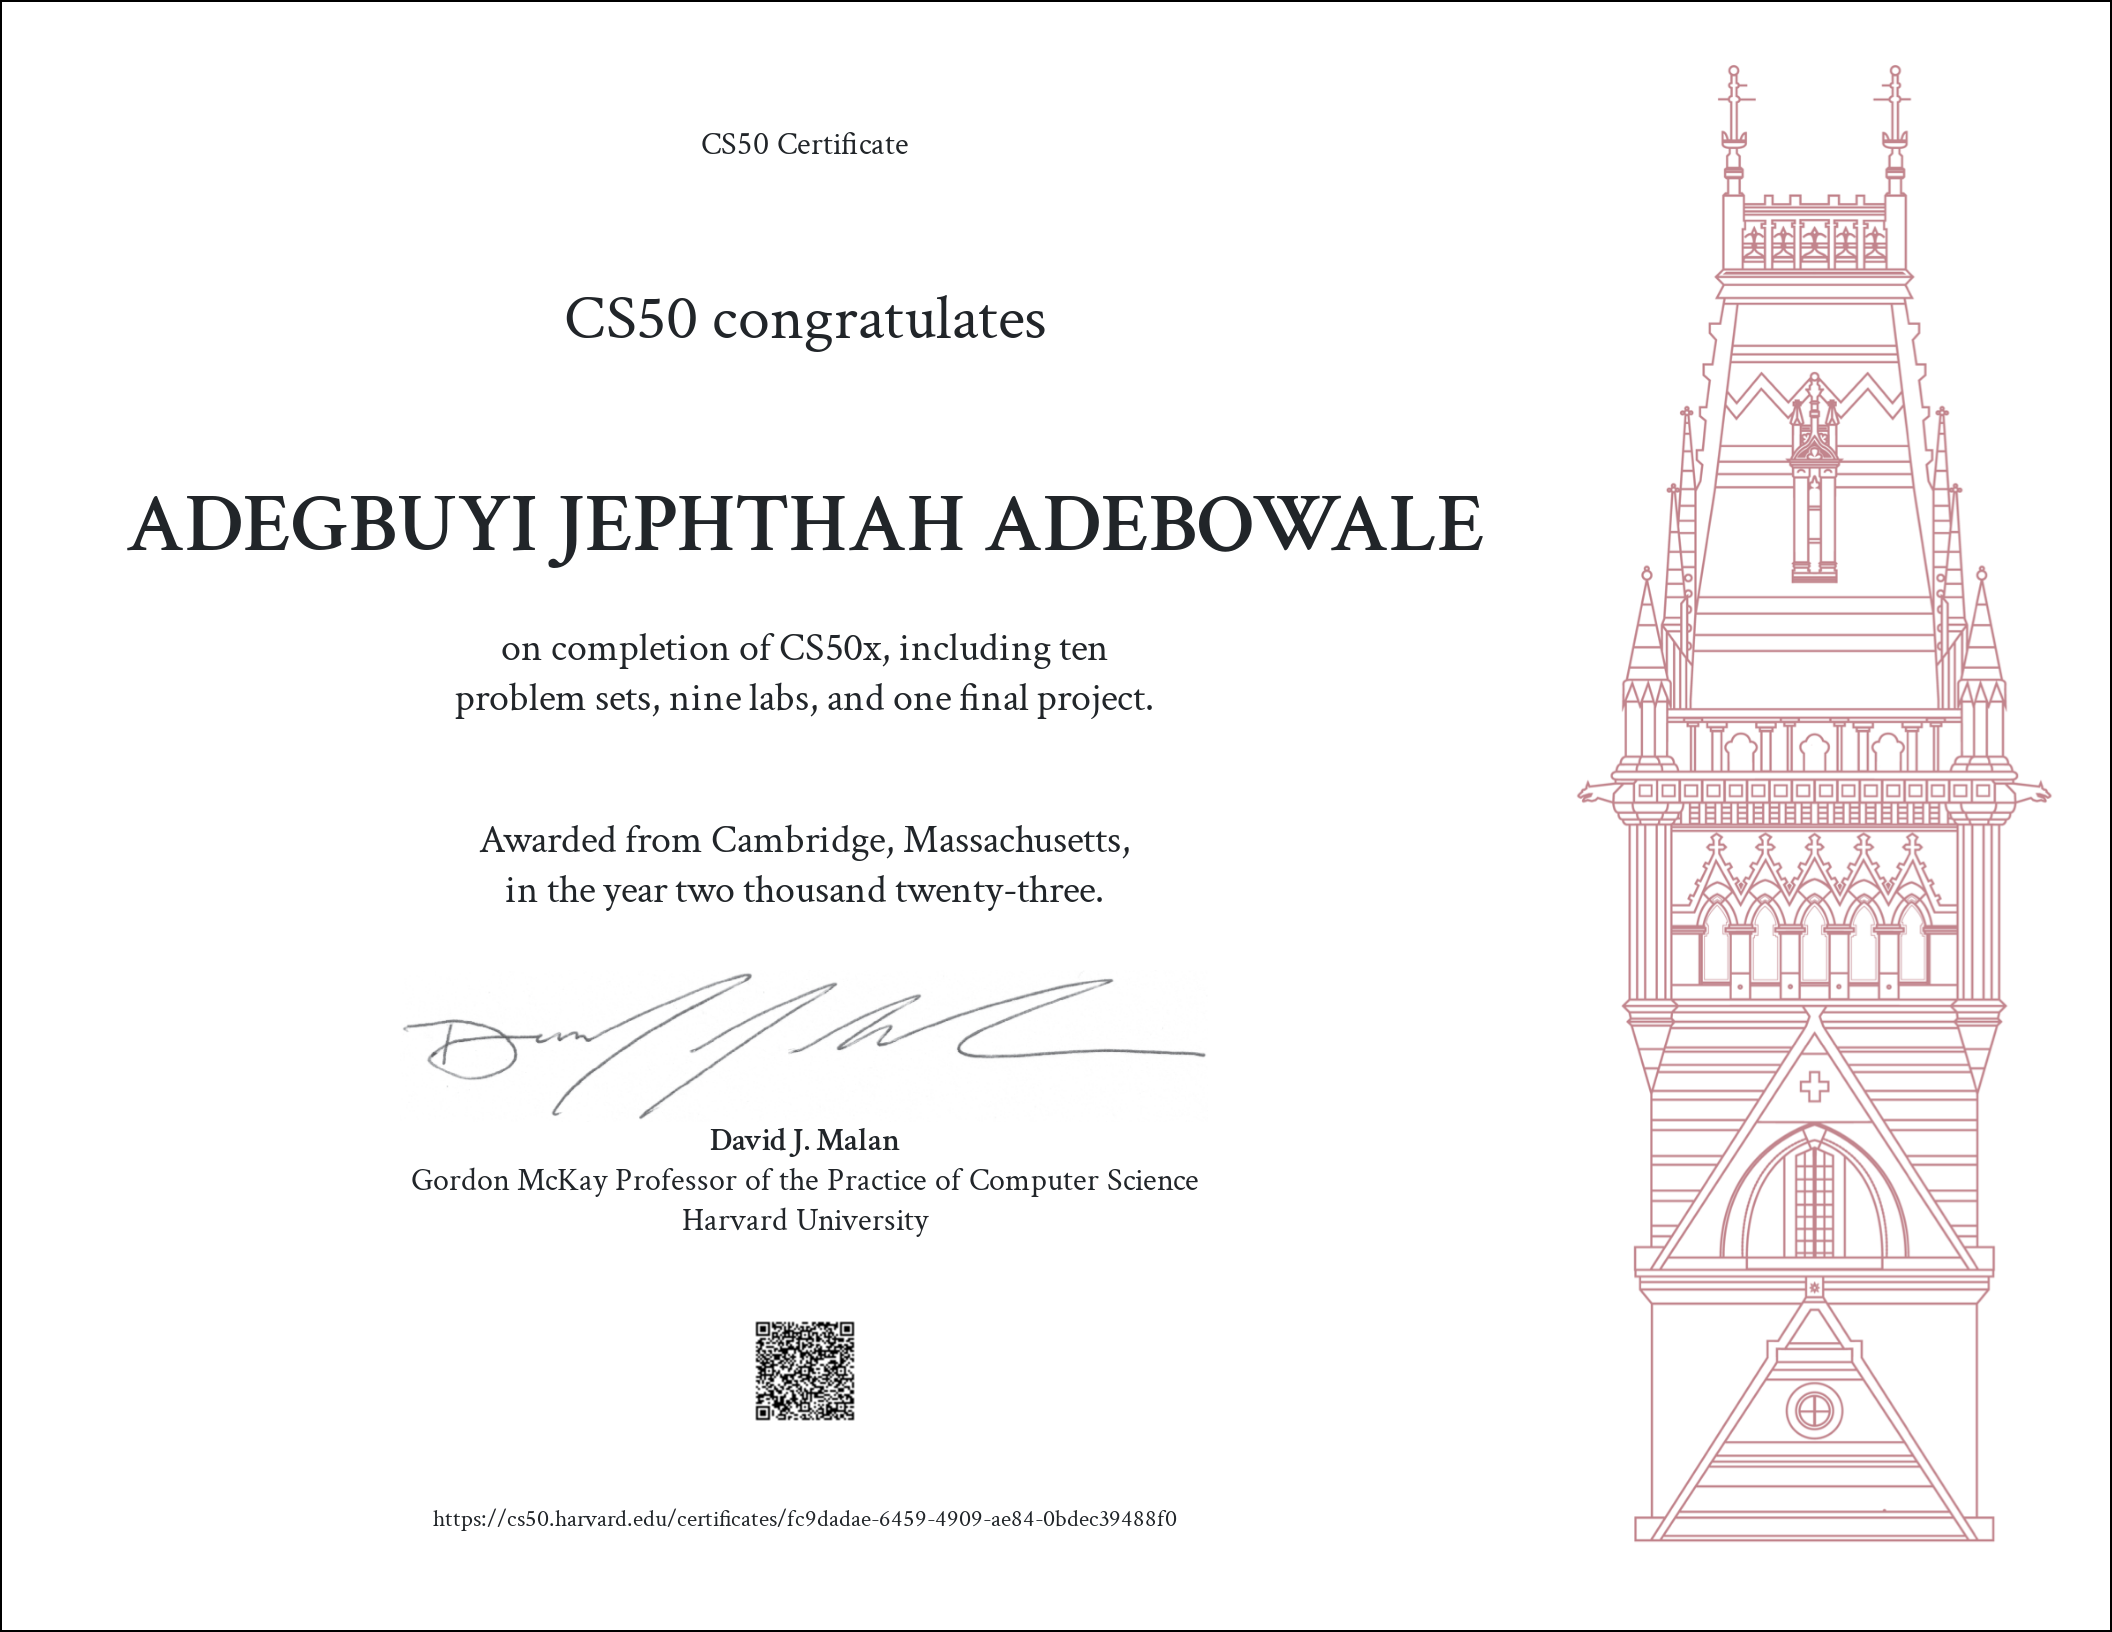 CS50 Certificate
CS50 congratulates
ADEGBUYI JEPHTHAH ADEBOWALE
on completion of CS50x, including ten
problem sets, nine labs, and one final project.
Awarded from Cambridge, Massachusetts,
in the year two thousand twenty-three.
David J. Malan
Gordon McKay Professor of the Practice of Computer Science
Harvard University
https://cs50.harvard.edu/certificates/fc9dadae-6459-4909-ae84-0bdec39488f0